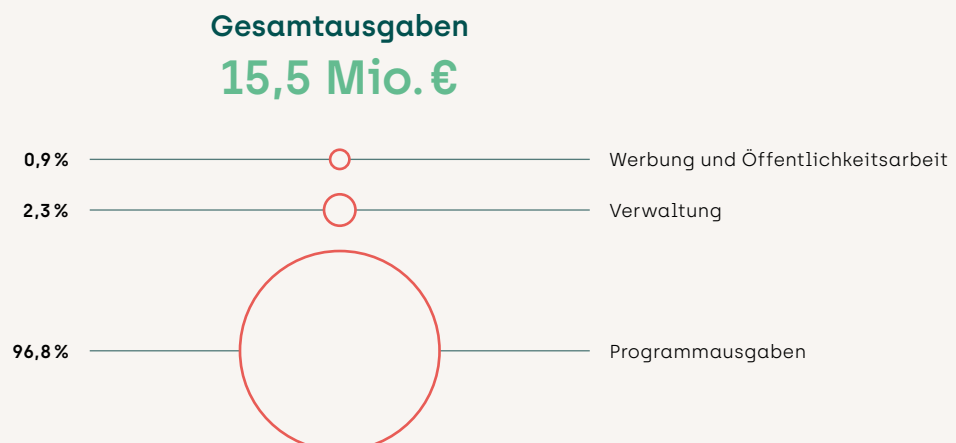 Gesamtausgaben
15,5 Mio. €
0,9 % Werbung und Öffentlichkeitsarbeit
2,3 % Verwaltung
96,8 % Programmausgaben